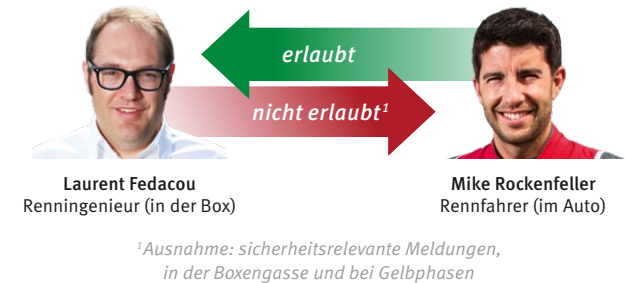 erlaubt
nicht erlaubt¹
Laurent Fedacou
Renningenieur (in der Box)
Mike Rockenfeller
Rennfahrer (im Auto)
¹Ausnahme: sicherheitsrelevante Meldungen,
in der Boxengasse und bei Gelbphasen